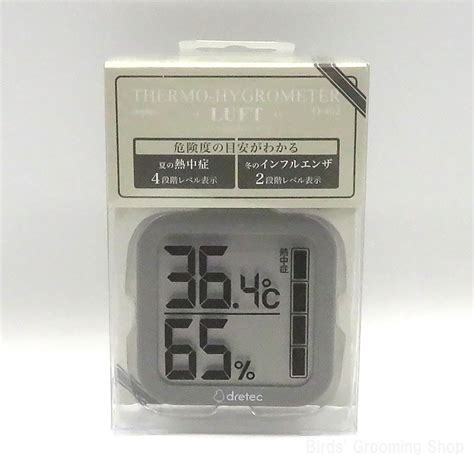 THERMO-HYGROMETER
LUFT
危険度の目安がわかる
夏の熱中症
4段階レベル表示
冬のインフルエンザ
2段階レベル表示
36.4℃
熱中症
65%
dretec
Birds' Grooming Shop